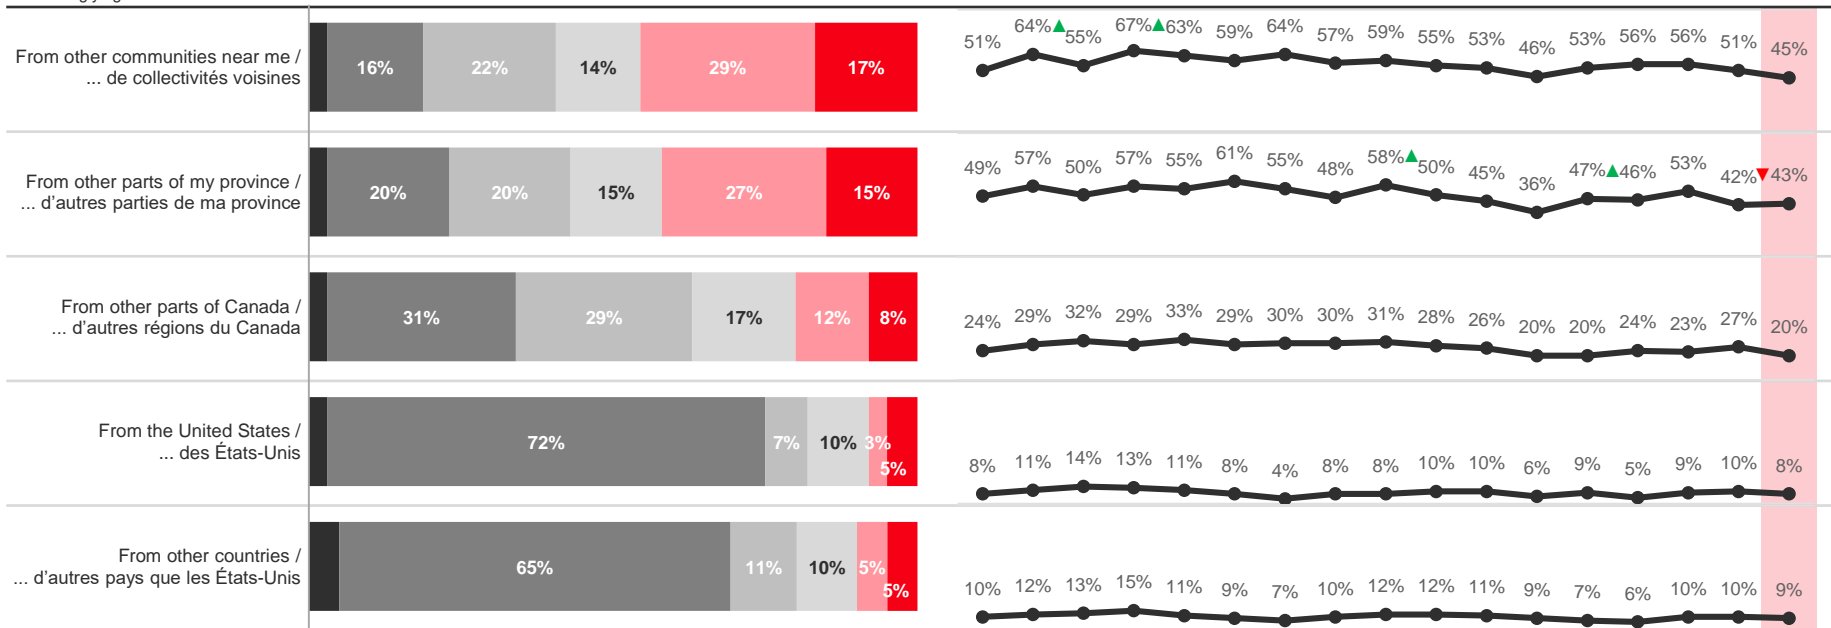 From other communities near me /
... de collectivités voisines
16% 22% 14% 29% 17%
51% 64% 55% 67% 63% 59% 64% 57% 59% 55% 53% 46% 53% 56% 56% 51% 45%
From other parts of my province /
... d'autres parties de ma province
20% 20% 15% 27% 15%
49% 57% 50% 57% 55% 61% 55% 48% 58% 50% 45% 36% 47% 46% 53% 42% 43%
From other parts of Canada /
... d'autres régions du Canada
31% 29% 17% 12% 8%
24% 29% 32% 29% 33% 29% 30% 30% 31% 28% 26% 20% 20% 24% 23% 27% 20%
From the United States /
... des États-Unis
72% 7% 10% 3% 5%
8% 11% 14% 13% 11% 8% 4% 8% 8% 10% 10% 6% 9% 5% 9% 10% 8%
From other countries /
... d'autres pays que les États-Unis
65% 11% 10% 5% 5%
10% 12% 13% 15% 11% 9% 7% 10% 12% 12% 11% 9% 7% 6% 10% 10% 9%